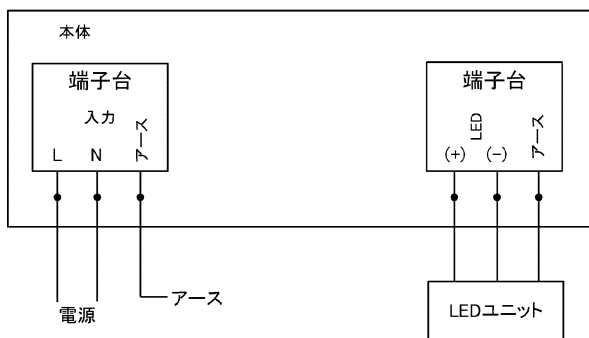 本体
端子台
入力
L N アース
端子台
LED
(+) (-) アース
電源
アース
LEDユニット